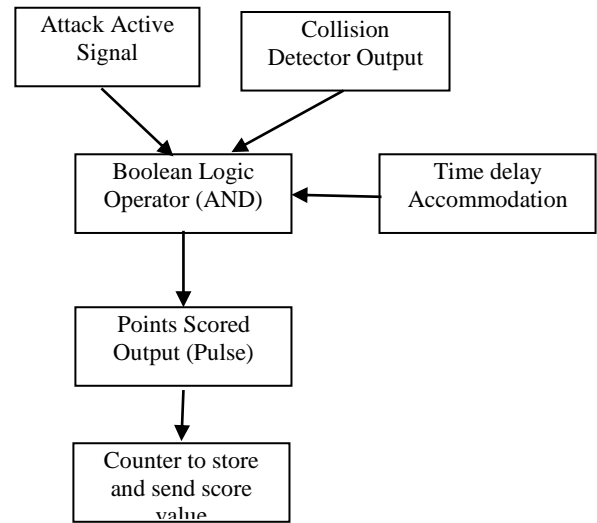 Attack Active
Signal
Collision
Detector Output
Boolean Logic
Operator (AND)
Time delay
Accommodation
Points Scored
Output (Pulse)
Counter to store
and send score
value